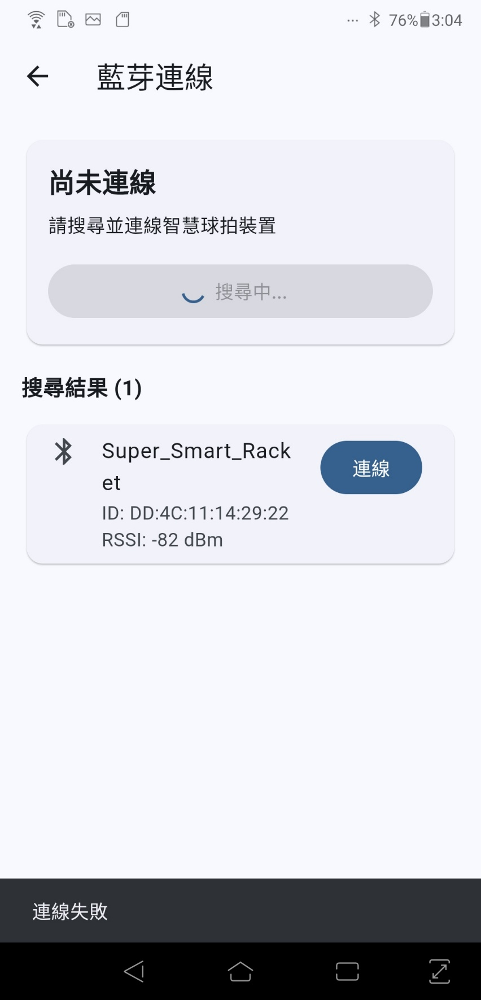 ... 76% 3:04
藍芽連線
尚未連線
請搜尋並連線智慧球拍裝置
搜尋中...
搜尋結果 (1)
Super_Smart_Rack
et
連線
ID: DD:4C:11:14:29:22
RSSI: -82 dBm
連線失敗